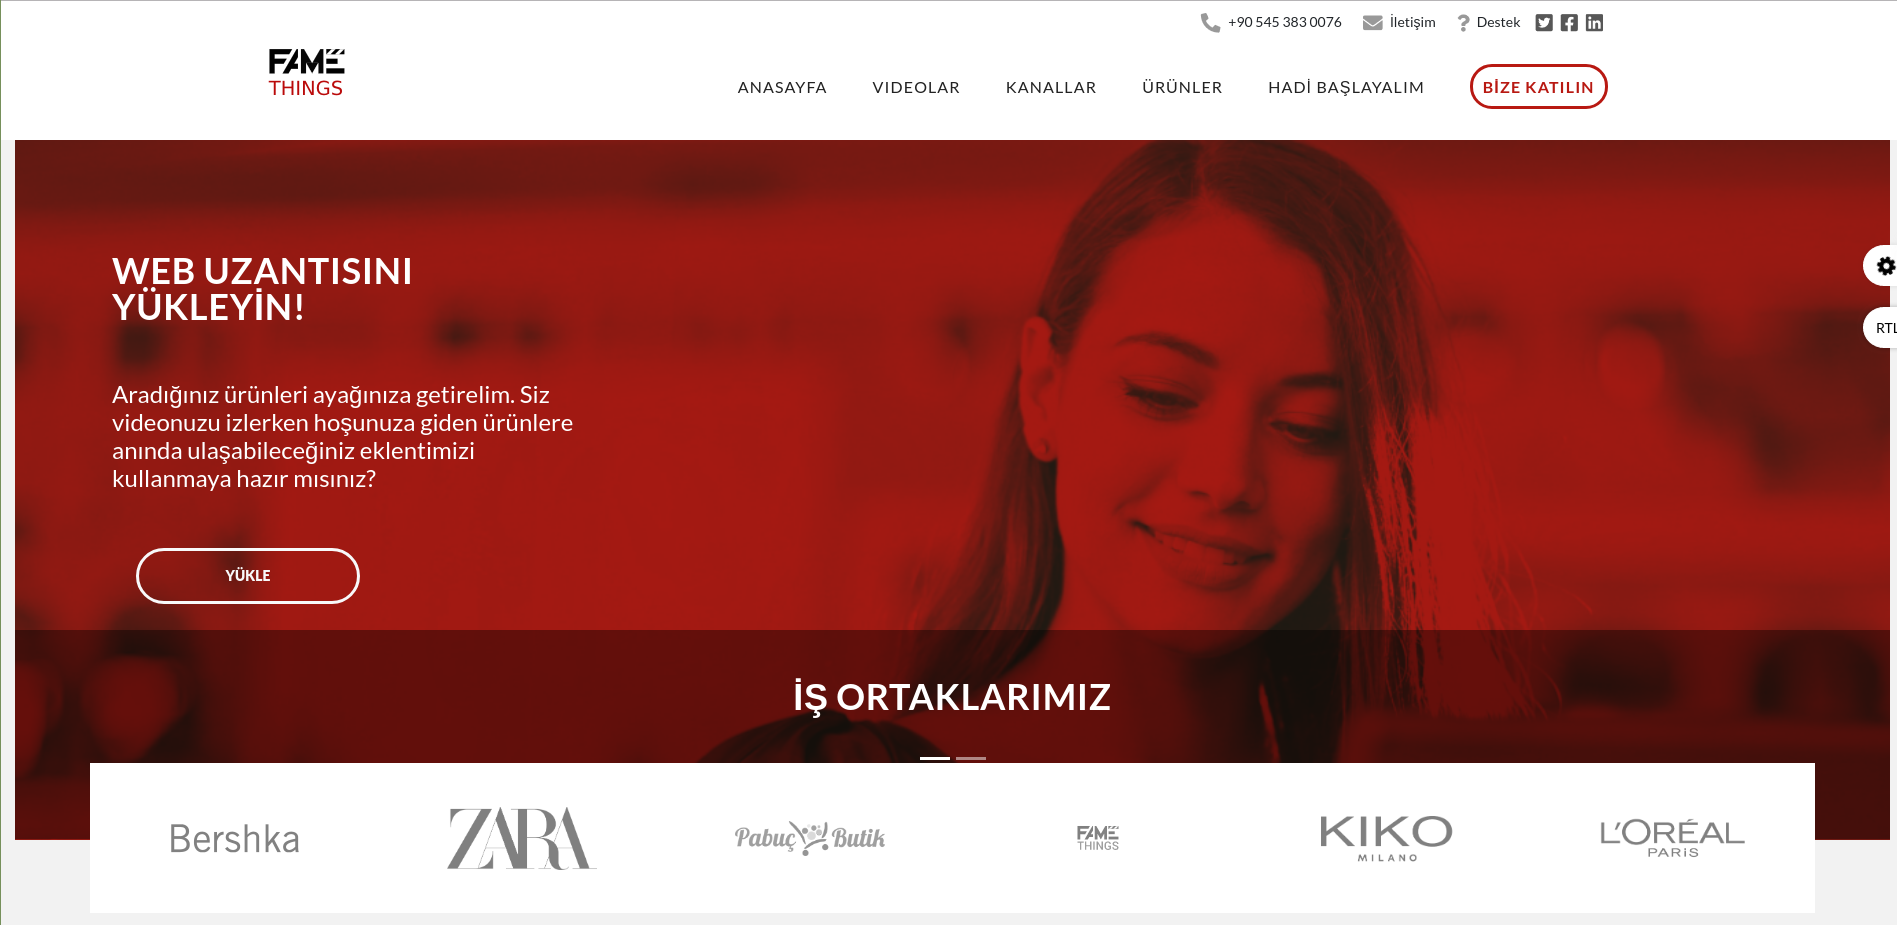 +90 545 383 0076 İletişim Destek
FAME
THINGS
ANASAYFA VIDEOLAR KANALLAR ÜRÜNLER HADİ BAŞLAYALIM BİZE KATILIN
WEB UZANTISINI
YÜKLEYİN!
RTL
Aradığınız ürünleri ayağınıza getirelim. Siz
videonuzu izlerken hoşunuza giden ürünlere
anında ulaşabileceğiniz eklentimizi
kullanmaya hazır mısınız?
YÜKLE
İŞ ORTAKLARIMIZ
Bershka
ZARA
Pabuç Butik
FAME
THINGS
KIKO
MILANO
L'ORÉAL
PARiS